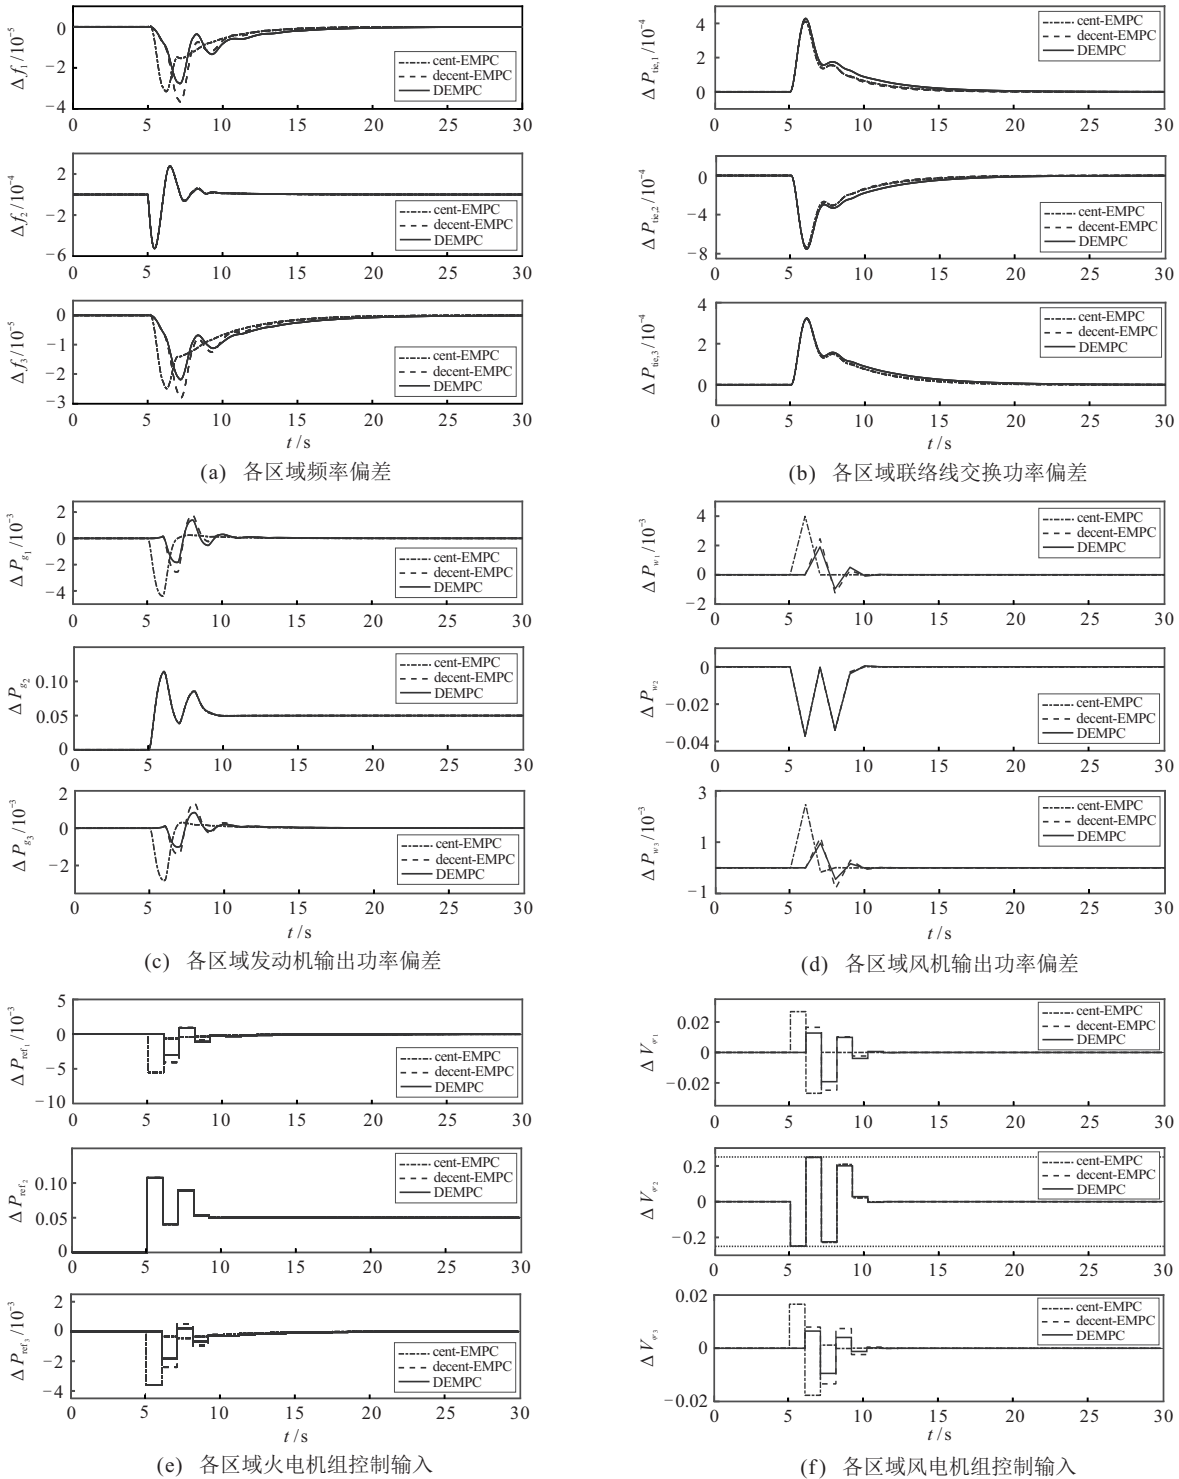 Δf₁/10⁻⁵
0
−2
−4
cent-EMPC
decent-EMPC
DEMPC
0 5 10 15 20 25 30
Δf₂/10⁻⁴
2
−2
−6
cent-EMPC
decent-EMPC
DEMPC
0 5 10 15 20 25 30
Δf₃/10⁻⁵
0
−1
−2
−3
cent-EMPC
decent-EMPC
DEMPC
0 5 10 15 20 25 30
t/s
(a) 各区域频率偏差
ΔP_tie,1/10⁻⁴
4
2
0
cent-EMPC
decent-EMPC
DEMPC
0 5 10 15 20 25 30
ΔP_tie,2/10⁻⁴
0
−4
−8
cent-EMPC
decent-EMPC
DEMPC
0 5 10 15 20 25 30
ΔP_tie,3/10⁻⁴
4
2
0
cent-EMPC
decent-EMPC
DEMPC
0 5 10 15 20 25 30
t/s
(b) 各区域联络线交换功率偏差
ΔP_g₁/10⁻³
2
0
−2
−4
cent-EMPC
decent-EMPC
DEMPC
0 5 10 15 20 25 30
ΔP_g₂
0.10
0.05
0
cent-EMPC
decent-EMPC
DEMPC
0 5 10 15 20 25 30
ΔP_g₃/10⁻³
2
0
−2
cent-EMPC
decent-EMPC
DEMPC
0 5 10 15 20 25 30
t/s
(c) 各区域发动机输出功率偏差
ΔP_w₁/10⁻³
4
2
0
−2
cent-EMPC
decent-EMPC
DEMPC
0 5 10 15 20 25 30
ΔP_w₂
0
−0.02
−0.04
cent-EMPC
decent-EMPC
DEMPC
0 5 10 15 20 25 30
ΔP_w₃/10⁻³
3
1
−1
cent-EMPC
decent-EMPC
DEMPC
0 5 10 15 20 25 30
t/s
(d) 各区域风机输出功率偏差
ΔP_ref₁/10⁻³
5
0
−5
−10
cent-EMPC
decent-EMPC
DEMPC
0 5 10 15 20 25 30
ΔP_ref₂
0.10
0.05
0
cent-EMPC
decent-EMPC
DEMPC
0 5 10 15 20 25 30
ΔP_ref₃/10⁻³
2
0
−2
−4
cent-EMPC
decent-EMPC
DEMPC
0 5 10 15 20 25 30
t/s
(e) 各区域火电机组控制输入
ΔV_φ₁
0.02
0
−0.02
cent-EMPC
decent-EMPC
DEMPC
0 5 10 15 20 25 30
ΔV_φ₂
0.2
0
−0.2
cent-EMPC
decent-EMPC
DEMPC
0 5 10 15 20 25 30
ΔV_φ₃
0.02
0
−0.02
cent-EMPC
decent-EMPC
DEMPC
0 5 10 15 20 25 30
t/s
(f) 各区域风电机组控制输入